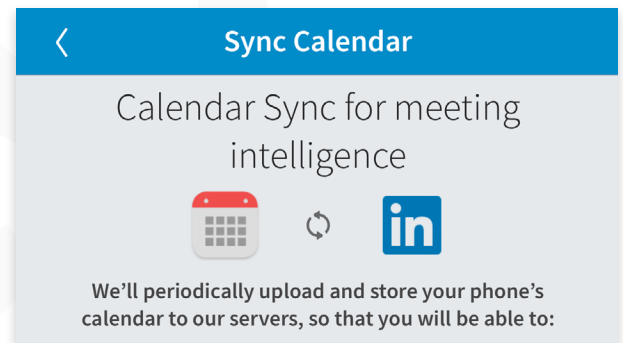 Sync Calendar
Calendar Sync for meeting
intelligence
in
We’ll periodically upload and store your phone’s
calendar to our servers, so that you will be able to: